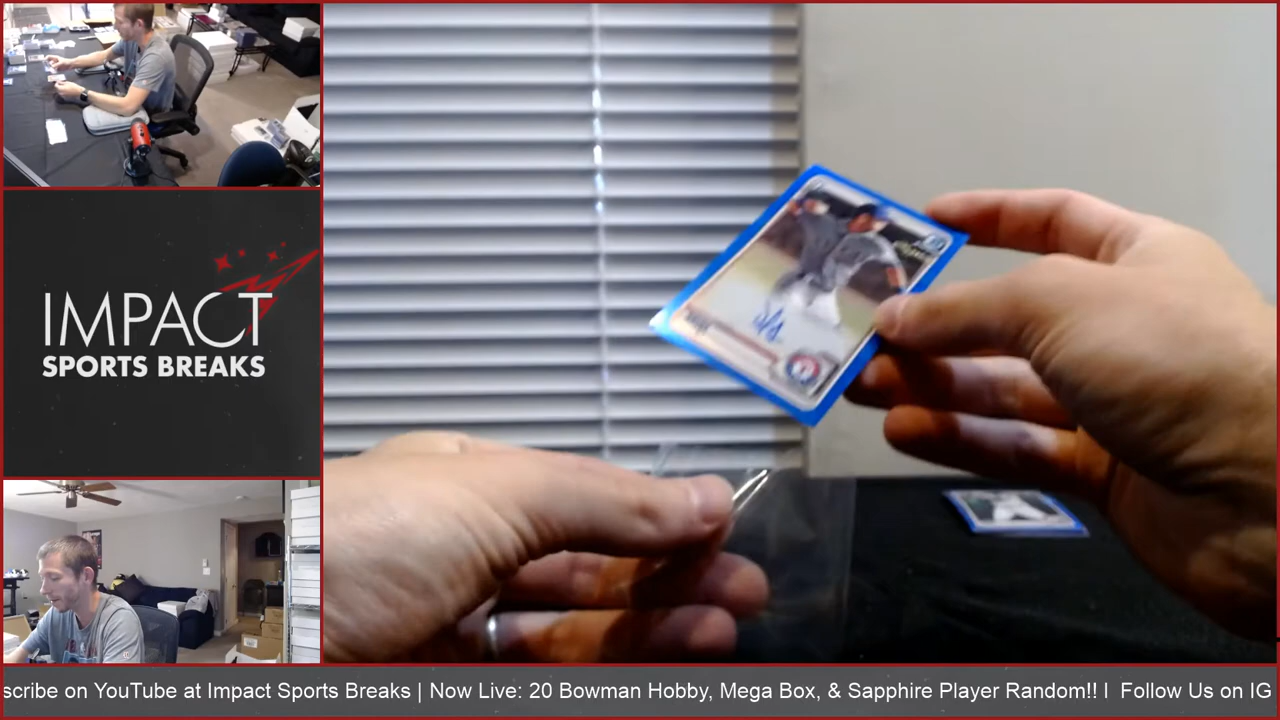 IMPACT
SPORTS BREAKS
scribe on YouTube at Impact Sports Breaks | Now Live: 20 Bowman Hobby, Mega Box, & Sapphire Player Random!! I Follow Us on IG